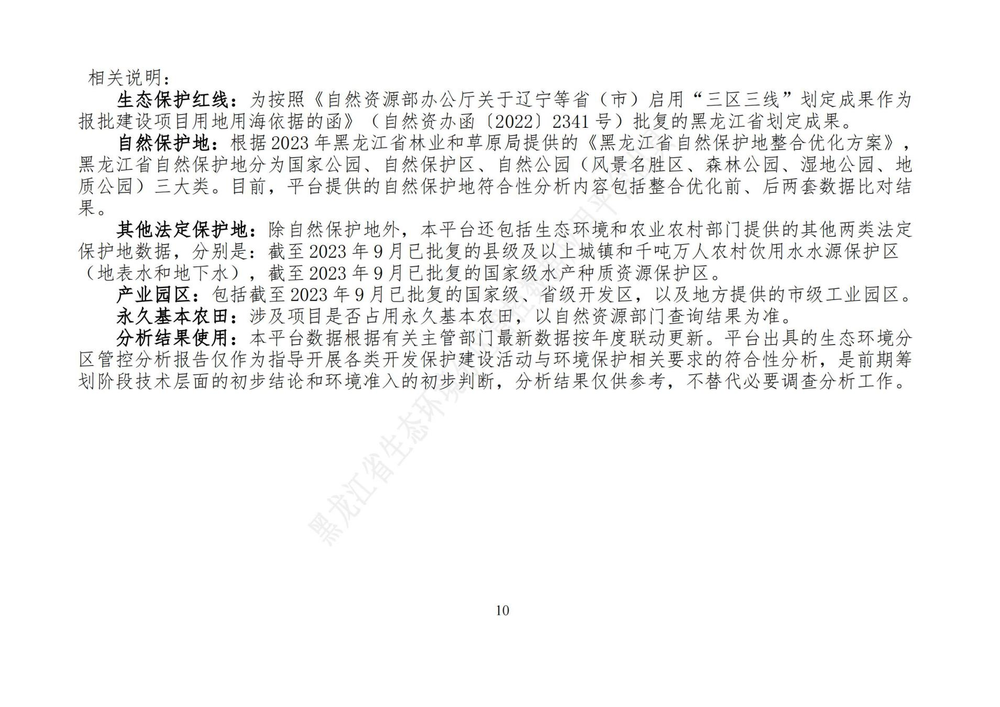 相关说明：
生态保护红线：为按照《自然资源部办公厅关于辽宁等省（市）启用“三区三线”划定成果作为
报批建设项目用地用海依据的函》（自然资办函〔2022〕2341 号）批复的黑龙江省划定成果。
自然保护地：根据 2023 年黑龙江省林业和草原局提供的《黑龙江省自然保护地整合优化方案》，
黑龙江省自然保护地分为国家公园、自然保护区、自然公园（风景名胜区、森林公园、湿地公园、地
质公园）三大类。目前，平台提供的自然保护地符合性分析内容包括整合优化前、后两套数据比对结
果。
其他法定保护地：除自然保护地外，本平台还包括生态环境和农业农村部门提供的其他两类法定
保护地数据，分别是：截至 2023 年 9 月已批复的县级及以上城镇和千吨万人农村饮用水水源保护区
（地表水和地下水），截至 2023 年 9 月已批复的国家级水产种质资源保护区。
产业园区：包括截至 2023 年 9 月已批复的国家级、省级开发区，以及地方提供的市级工业园区。
永久基本农田：涉及项目是否占用永久基本农田，以自然资源部门查询结果为准。
分析结果使用：本平台数据根据有关主管部门最新数据按年度联动更新。平台出具的生态环境分
区管控分析报告仅作为指导开展各类开发保护建设活动与环境保护相关要求的符合性分析，是前期筹
划阶段技术层面的初步结论和环境准入的初步判断，分析结果仅供参考，不替代必要调查分析工作。
黑龙江省生态环境分区管控数据应用平台出具
10